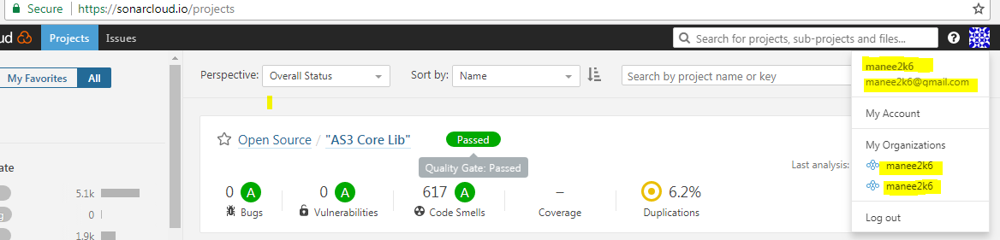 Secure https://sonarcloud.io/projects
oud Projects Issues Search for projects, sub-projects and files... ?
My Favorites All Perspective: Overall Status Sort by: Name Search by project name or key
manee2k6
manee2k6@gmail.com
My Account
My Organizations
manee2k6
manee2k6
Log out
Open Source / "AS3 Core Lib" Passed
Quality Gate: Passed
Last analysis:
0 A 0 A 617 A – 6.2%
Bugs Vulnerabilities Code Smells Coverage Duplications
ate
5.1k
g 0
1.9k